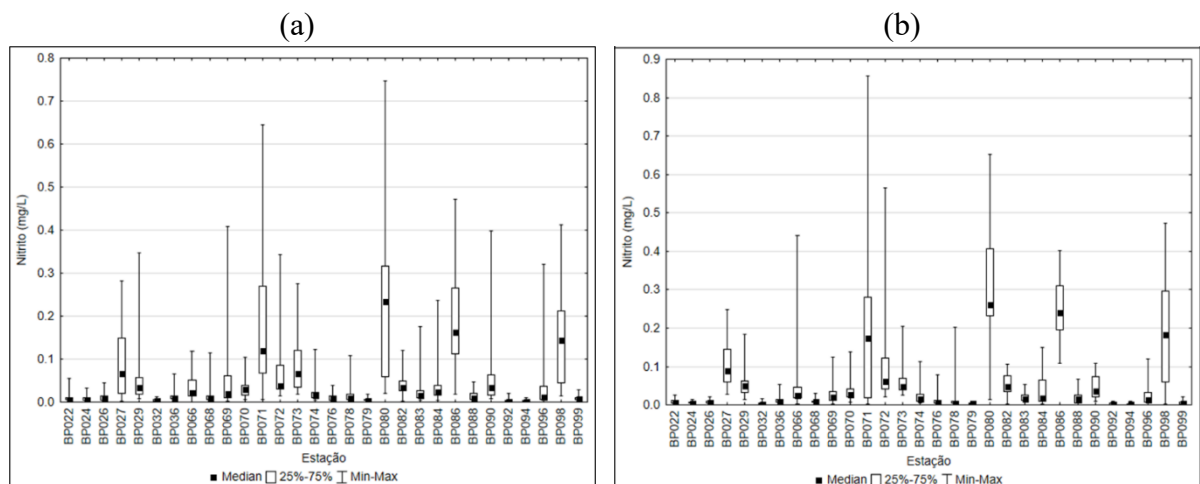 (a)
0.8
0.7
0.6
0.5
0.4
0.3
0.2
0.1
0.0
Nitrito (mg/L)
BP022
BP024
BP026
BP027
BP029
BP032
BP036
BP066
BP068
BP069
BP070
BP071
BP072
BP073
BP074
BP076
BP078
BP079
BP080
BP082
BP083
BP084
BP086
BP088
BP090
BP092
BP094
BP096
BP098
BP099
Estação
Median 25%-75% Min-Max
(b)
0.9
0.8
0.7
0.6
0.5
0.4
0.3
0.2
0.1
0.0
Nitrito (mg/L)
BP022
BP024
BP026
BP027
BP029
BP032
BP036
BP066
BP068
BP069
BP070
BP071
BP072
BP073
BP074
BP076
BP078
BP079
BP080
BP082
BP083
BP084
BP086
BP088
BP090
BP092
BP094
BP096
BP098
BP099
Estação
Median 25%-75% Min-Max